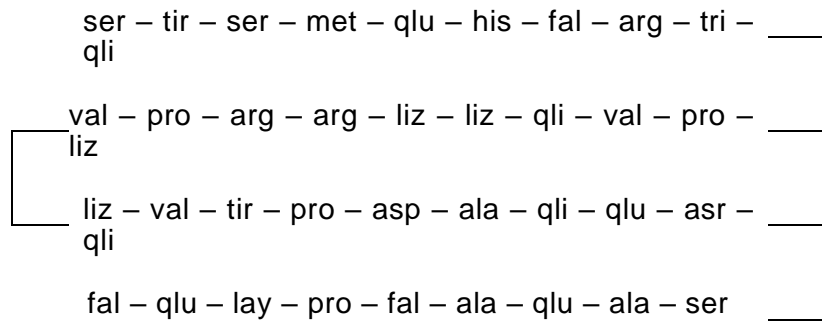 ser – tir – ser – met – qlu – his – fal – arg – tri –
qli
val – pro – arg – arg – liz – liz – qli – val – pro –
liz
liz – val – tir – pro – asp – ala – qli – qlu – asr –
qli
fal – qlu – lay – pro – fal – ala – qlu – ala – ser